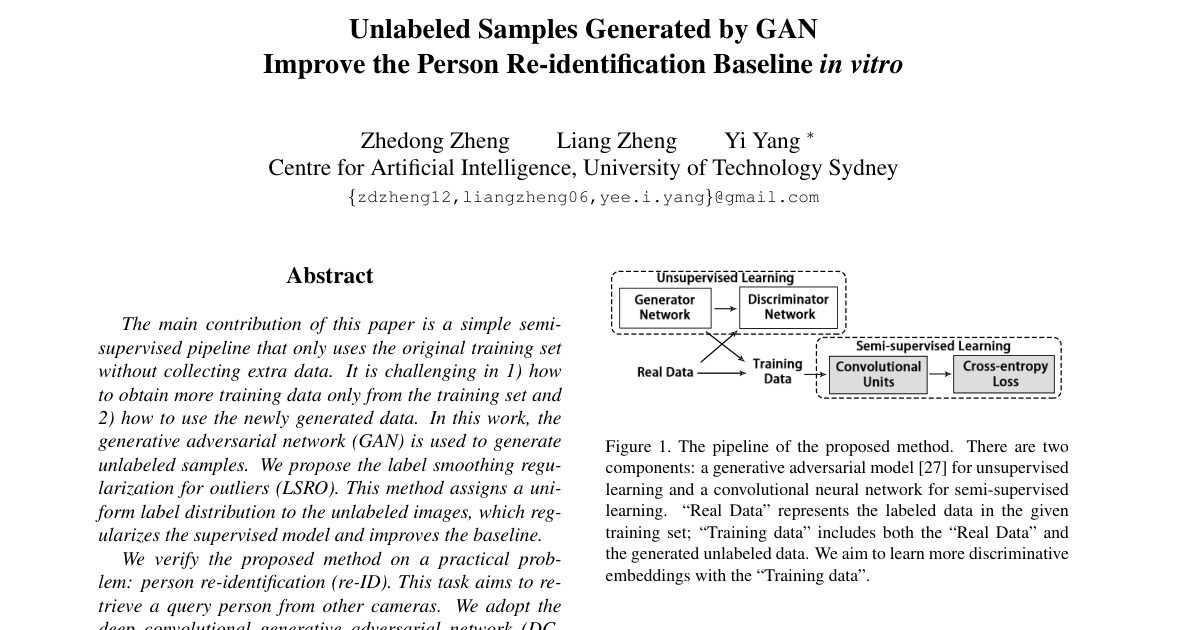 Unlabeled Samples Generated by GAN
Improve the Person Re-identification Baseline in vitro
Zhedong Zheng Liang Zheng Yi Yang *
Centre for Artificial Intelligence, University of Technology Sydney
{zdzheng12,liangzheng06,yee.i.yang}@gmail.com
Abstract
The main contribution of this paper is a simple semi-
supervised pipeline that only uses the original training set
without collecting extra data. It is challenging in 1) how
to obtain more training data only from the training set and
2) how to use the newly generated data. In this work, the
generative adversarial network (GAN) is used to generate
unlabeled samples. We propose the label smoothing regu-
larization for outliers (LSRO). This method assigns a uni-
form label distribution to the unlabeled images, which reg-
ularizes the supervised model and improves the baseline.
We verify the proposed method on a practical prob-
lem: person re-identification (re-ID). This task aims to re-
trieve a query person from other cameras. We adopt the
deep convolutional generative adversarial network (DC-
Unsupervised Learning
Generator
Network
Discriminator
Network
Real Data
Training
Data
Semi-supervised Learning
Convolutional
Units
Cross-entropy
Loss
Figure 1. The pipeline of the proposed method. There are two
components: a generative adversarial model [27] for unsupervised
learning and a convolutional neural network for semi-supervised
learning. “Real Data” represents the labeled data in the given
training set; “Training data” includes both the “Real Data” and
the generated unlabeled data. We aim to learn more discriminative
embeddings with the “Training data”.